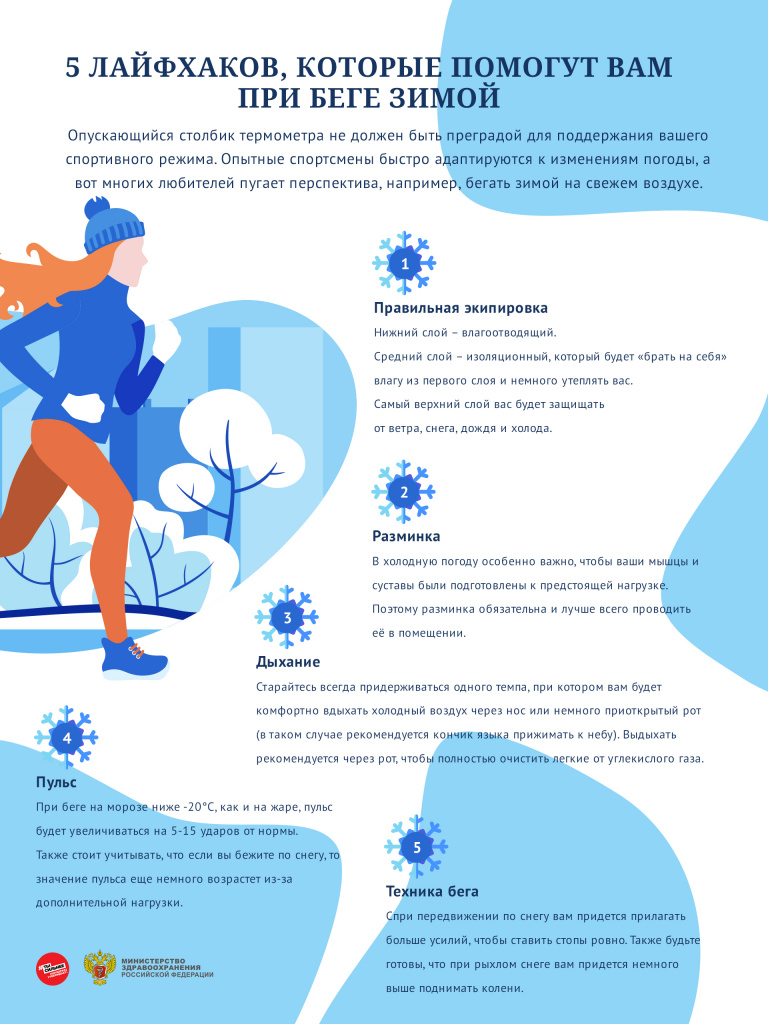 5 ЛАЙФХАКОВ, КОТОРЫЕ ПОМОГУТ ВАМ
ПРИ БЕГЕ ЗИМОЙ
Опускающийся столбик термометра не должен быть преградой для поддержания вашего
спортивного режима. Опытные спортсмены быстро адаптируются к изменениям погоды, а
вот многих любителей пугает перспектива, например, бегать зимой на свежем воздухе.
1
Правильная экипировка
Нижний слой – влагоотводящий.
Средний слой – изоляционный, который будет «брать на себя»
влагу из первого слоя и немного утеплять вас.
Самый верхний слой вас будет защищать
от ветра, снега, дождя и холода.
2
Разминка
В холодную погоду особенно важно, чтобы ваши мышцы и
суставы были подготовлены к предстоящей нагрузке.
Поэтому разминка обязательна и лучше всего проводить
её в помещении.
3
Дыхание
Старайтесь всегда придерживаться одного темпа, при котором вам будет
комфортно вдыхать холодный воздух через нос или немного приоткрытый рот
(в таком случае рекомендуется кончик языка прижимать к небу). Выдыхать
рекомендуется через рот, чтобы полностью очистить легкие от углекислого газа.
4
Пульс
При беге на морозе ниже -20°C, как и на жаре, пульс
будет увеличиваться на 5-15 ударов от нормы.
Также стоит учитывать, что если вы бежите по снегу, то
значение пульса еще немного возрастет из-за
дополнительной нагрузки.
5
Техника бега
Спри передвижении по снегу вам придется прилагать
больше усилий, чтобы ставить стопы ровно. Также будьте
готовы, что при рыхлом снеге вам придется немного
выше поднимать колени.
#ТЫ
СИЛЬНЕЕ
МИНИСТЕРСТВО
ЗДРАВООХРАНЕНИЯ
РОССИЙСКОЙ ФЕДЕРАЦИИ